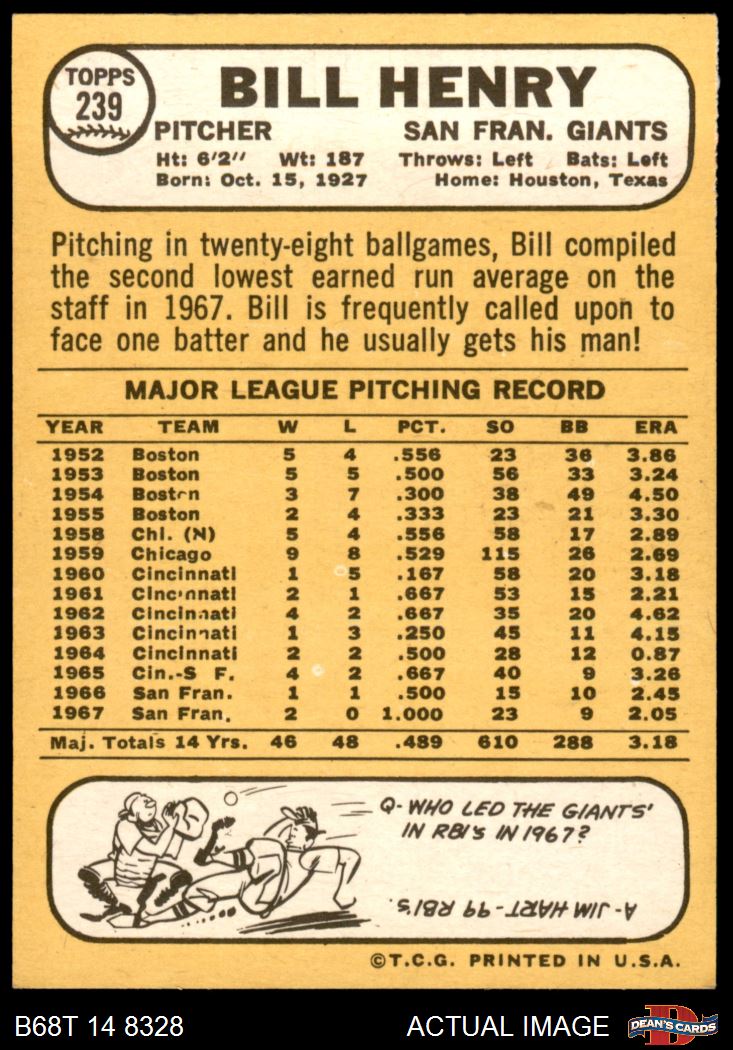 TOPPS
239
BILL HENRY
PITCHER SAN FRAN. GIANTS
Ht: 6'2" Wt: 187 Throws: Left Bats: Left
Born: Oct. 15, 1927 Home: Houston, Texas
Pitching in twenty-eight ballgames, Bill compiled
the second lowest earned run average on the
staff in 1967. Bill is frequently called upon to
face one batter and he usually gets his man!
MAJOR LEAGUE PITCHING RECORD
YEAR TEAM W L PCT. SO BB ERA
1952 Boston 5 4 .556 23 36 3.86
1953 Boston 5 5 .500 56 33 3.24
1954 Boston 3 7 .300 38 49 4.50
1955 Boston 2 4 .333 23 21 3.30
1958 Chi. (N) 5 4 .556 58 17 2.89
1959 Chicago 9 8 .529 115 26 2.69
1960 Cincinnati 1 5 .167 58 20 3.18
1961 Cincinnati 2 1 .667 53 15 2.21
1962 Cincinnati 4 2 .667 35 20 4.62
1963 Cincinnati 1 3 .250 45 11 4.15
1964 Cincinnati 2 2 .500 28 12 0.87
1965 Cin.-S F. 4 2 .667 40 9 3.26
1966 San Fran. 1 1 .500 15 10 2.45
1967 San Fran. 2 0 1.000 23 9 2.05
Maj. Totals 14 Yrs. 46 48 .489 610 288 3.18
Q- WHO LED THE GIANTS'
IN RBI's IN 1967?
A- JIM HART - 99 RBI's.
©T.C.G. PRINTED IN U.S.A.
B68T 14 8328 ACTUAL IMAGE DEAN'S CARDS